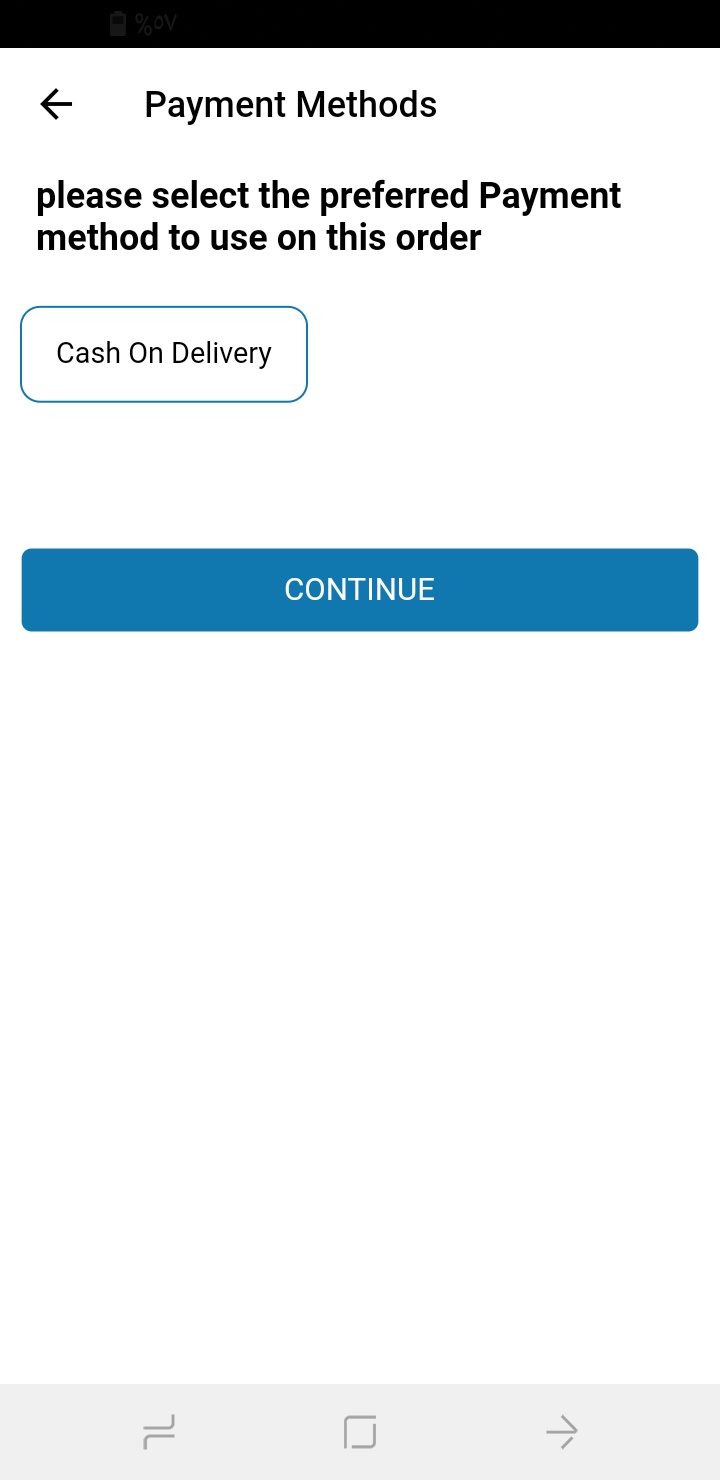 %٥٧
Payment Methods
please select the preferred Payment
method to use on this order
Cash On Delivery
CONTINUE